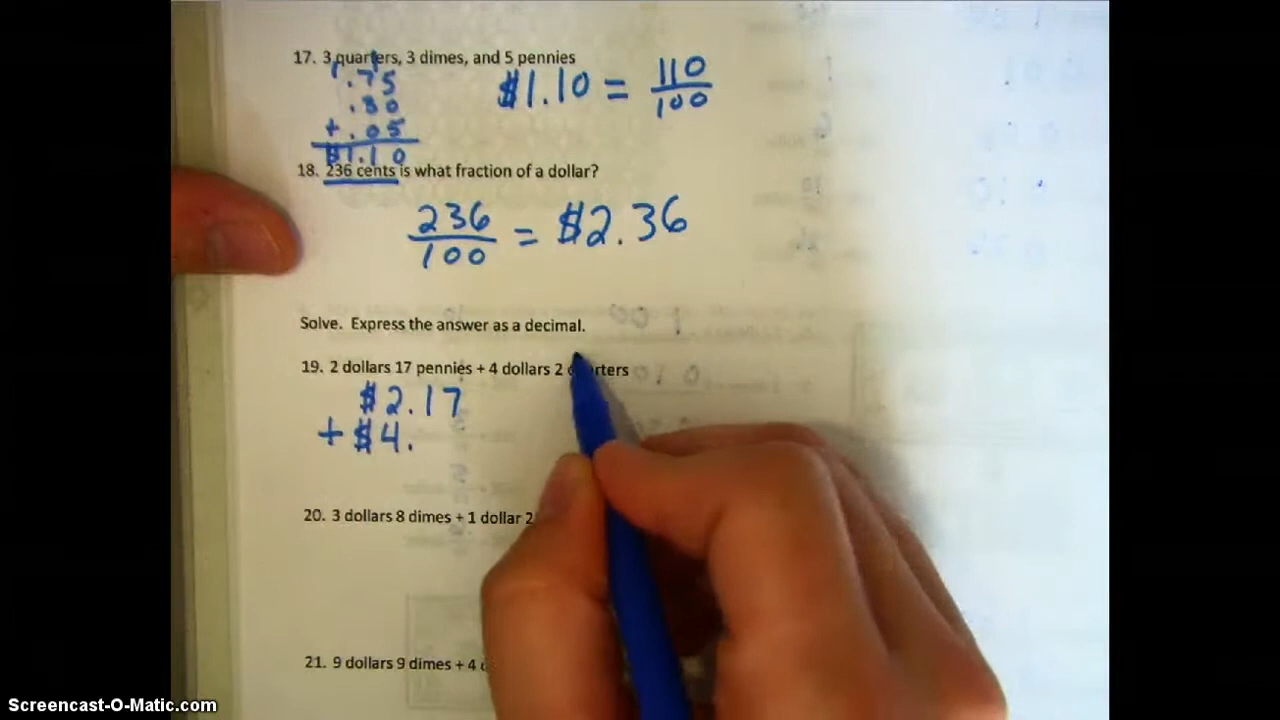 17. 3 quarters, 3 dimes, and 5 pennies
1 1
.75
.30
+ .05
$1.10
$1.10 = 110/100
18. 236 cents is what fraction of a dollar?
236/100 = $2.36
Solve. Express the answer as a decimal.
19. 2 dollars 17 pennies + 4 dollars 2 quarters
$2.17
+ $4.
20. 3 dollars 8 dimes + 1 dollar 2
21. 9 dollars 9 dimes + 4
Screencast-O-Matic.com